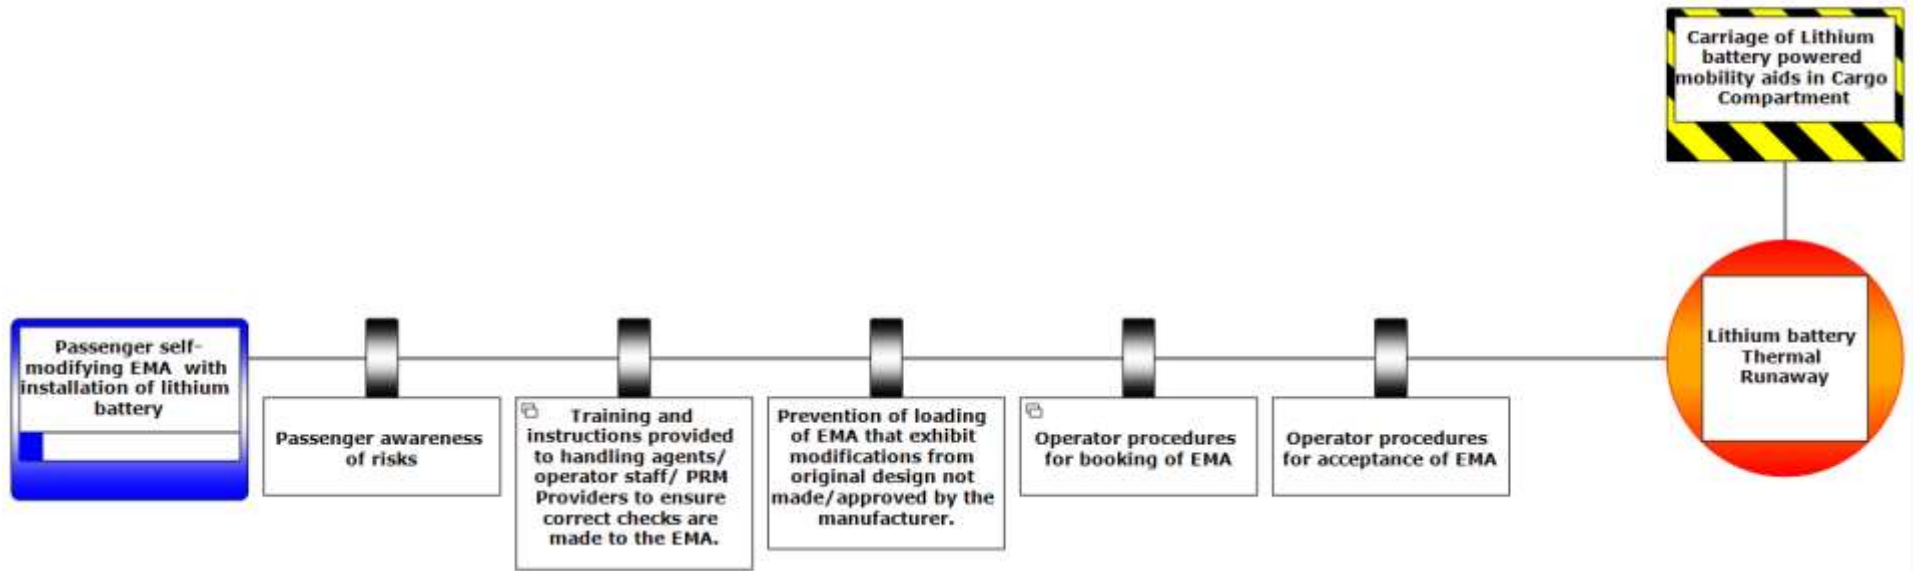 Carriage of Lithium
battery powered
mobility aids in Cargo
Compartment
Passenger self-
modifying EMA with
installation of lithium
battery
Passenger awareness
of risks
Training and
instructions provided
to handling agents/
operator staff/ PRM
Providers to ensure
correct checks are
made to the EMA.
Prevention of loading
of EMA that exhibit
modifications from
original design not
made/approved by the
manufacturer.
Operator procedures
for booking of EMA
Operator procedures
for acceptance of EMA
Lithium battery
Thermal
Runaway